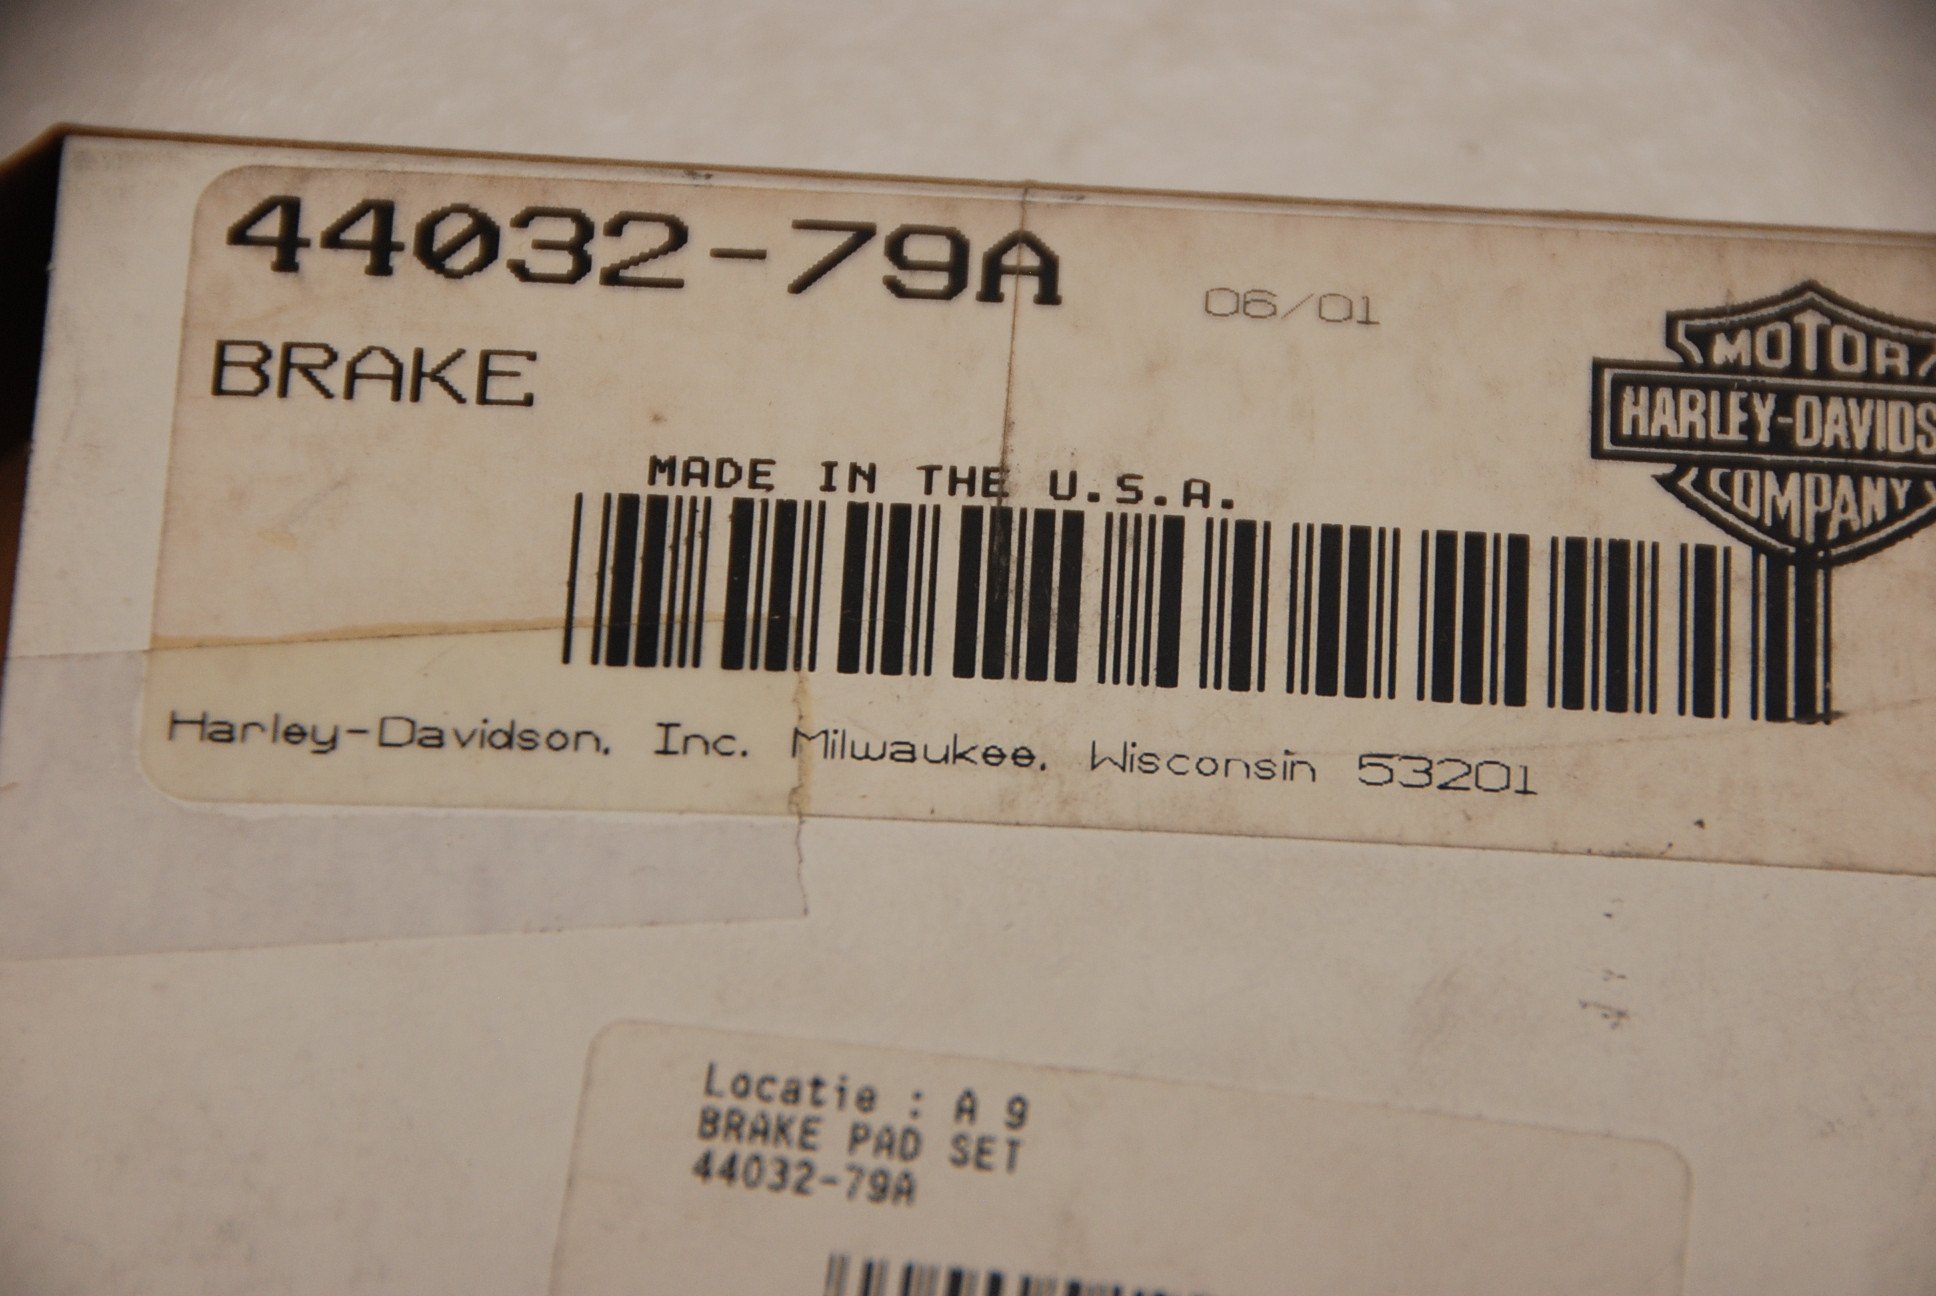 44032-79A
06/01
BRAKE
MOTOR
HARLEY-DAVIDS
COMPANY
MADE IN THE U.S.A.
Harley-Davidson, Inc. Milwaukee, Wisconsin 53201
Locatie : A 9
BRAKE PAD SET
44032-79A